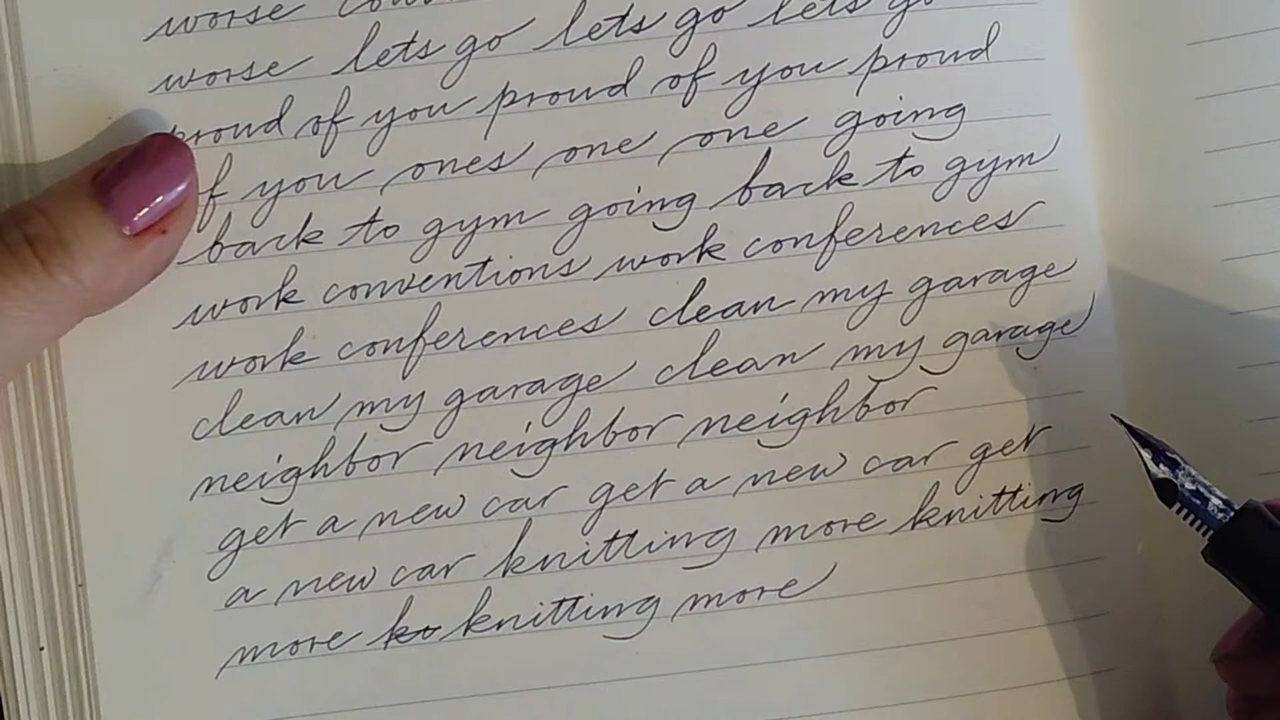 worse
worse lets go lets go lets go
proud of you proud of you proud
of you ones one one going
back to gym going back to gym
work conventions work conferences
work conferences clean my garage
clean my garage clean my garage
neighbor neighbor neighbor
get a new car get a new car get
a new car knitting more knitting
more ko knitting more